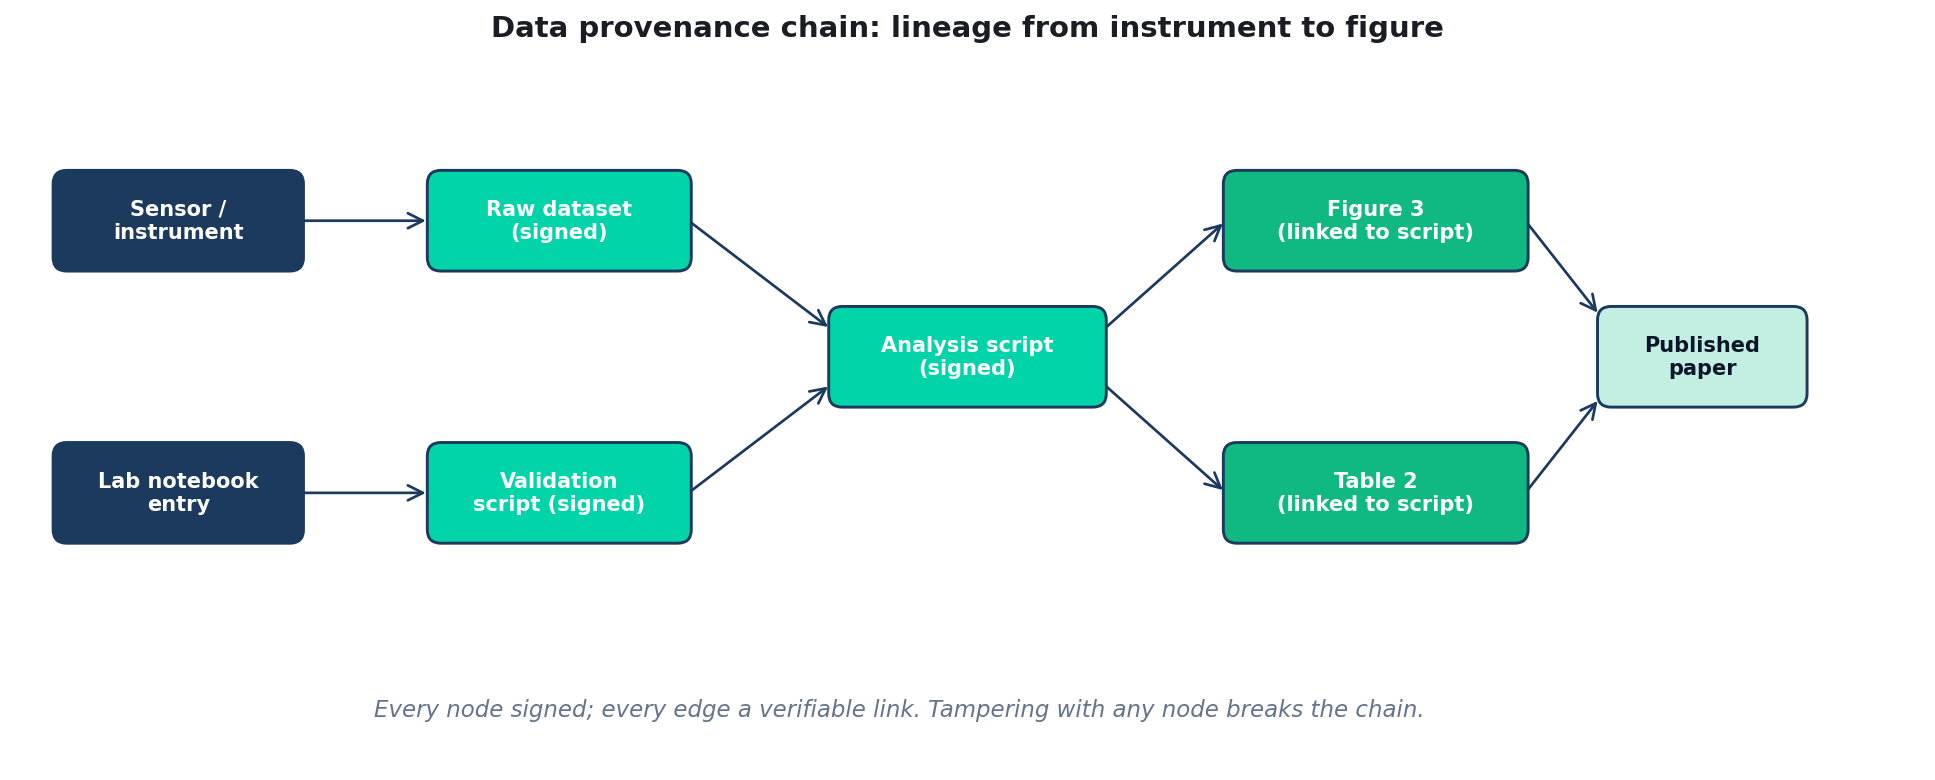 Data provenance chain: lineage from instrument to figure
Sensor /
instrument
Raw dataset
(signed)
Figure 3
(linked to script)
Analysis script
(signed)
Published
paper
Lab notebook
entry
Validation
script (signed)
Table 2
(linked to script)
Every node signed; every edge a verifiable link. Tampering with any node breaks the chain.